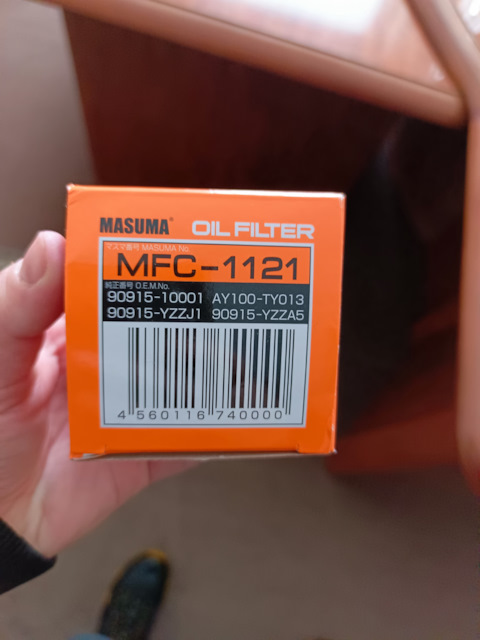 MASUMA® OIL FILTER
マスマ番号 MASUMA No.
MFC-1121
純正番号 O.E.M.No.
90915-10001 AY100-TY013
90915-YZZJ1 90915-YZZA5
4 560116 740000